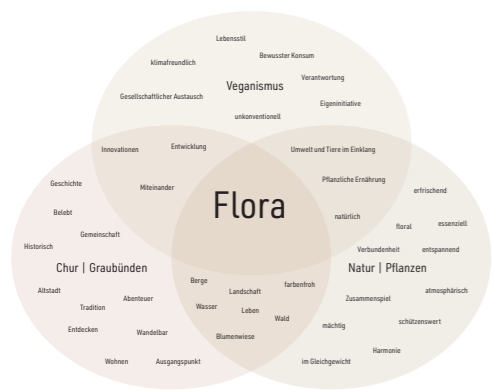 Lebensstil
Bewusster Konsum
klimafreundlich
Verantwortung
Veganismus
Gesellschaftlicher Austausch
Eigeninitiative
unkonventionell
Innovationen
Entwicklung
Umwelt und Tiere im Einklang
Miteinander
Pflanzliche Ernährung
Flora
natürlich
Geschichte
Belebt
Gemeinschaft
Historisch
Chur | Graubünden
Altstadt
Abenteuer
Tradition
Entdecken
Wandelbar
Wohnen
Ausgangspunkt
Berge
Landschaft
farbenfroh
Wasser
Leben
Wald
Blumenwiese
erfrischend
floral
essenziell
Verbundenheit
entspannend
Natur | Pflanzen
Zusammenspiel
atmosphärisch
mächtig
schützenswert
Harmonie
im Gleichgewicht